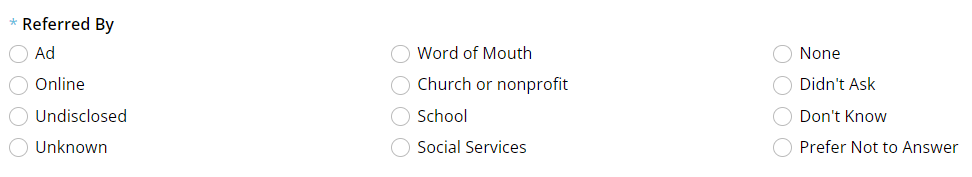 * Referred By
Ad
Online
Undisclosed
Unknown
Word of Mouth
Church or nonprofit
School
Social Services
None
Didn't Ask
Don't Know
Prefer Not to Answer